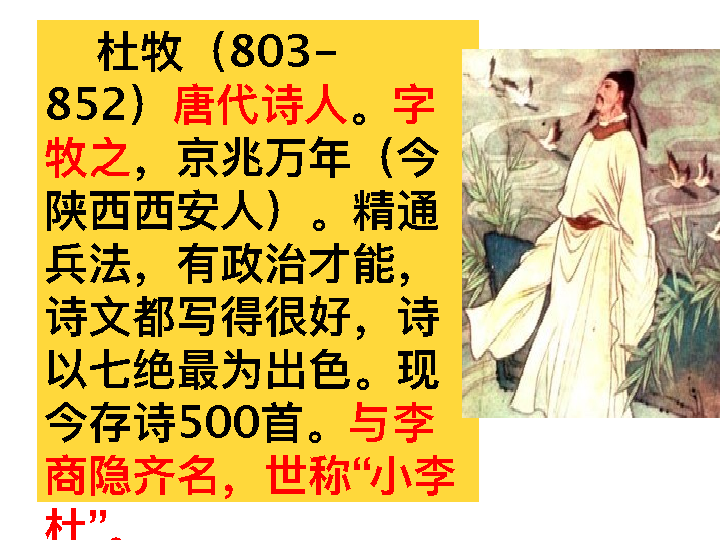 杜牧（803-
852）唐代诗人。字
牧之，京兆万年（今
陕西西安人）。精通
兵法，有政治才能，
诗文都写得很好，诗
以七绝最为出色。现
今存诗500首。与李
商隐齐名，世称“小李
杜”。